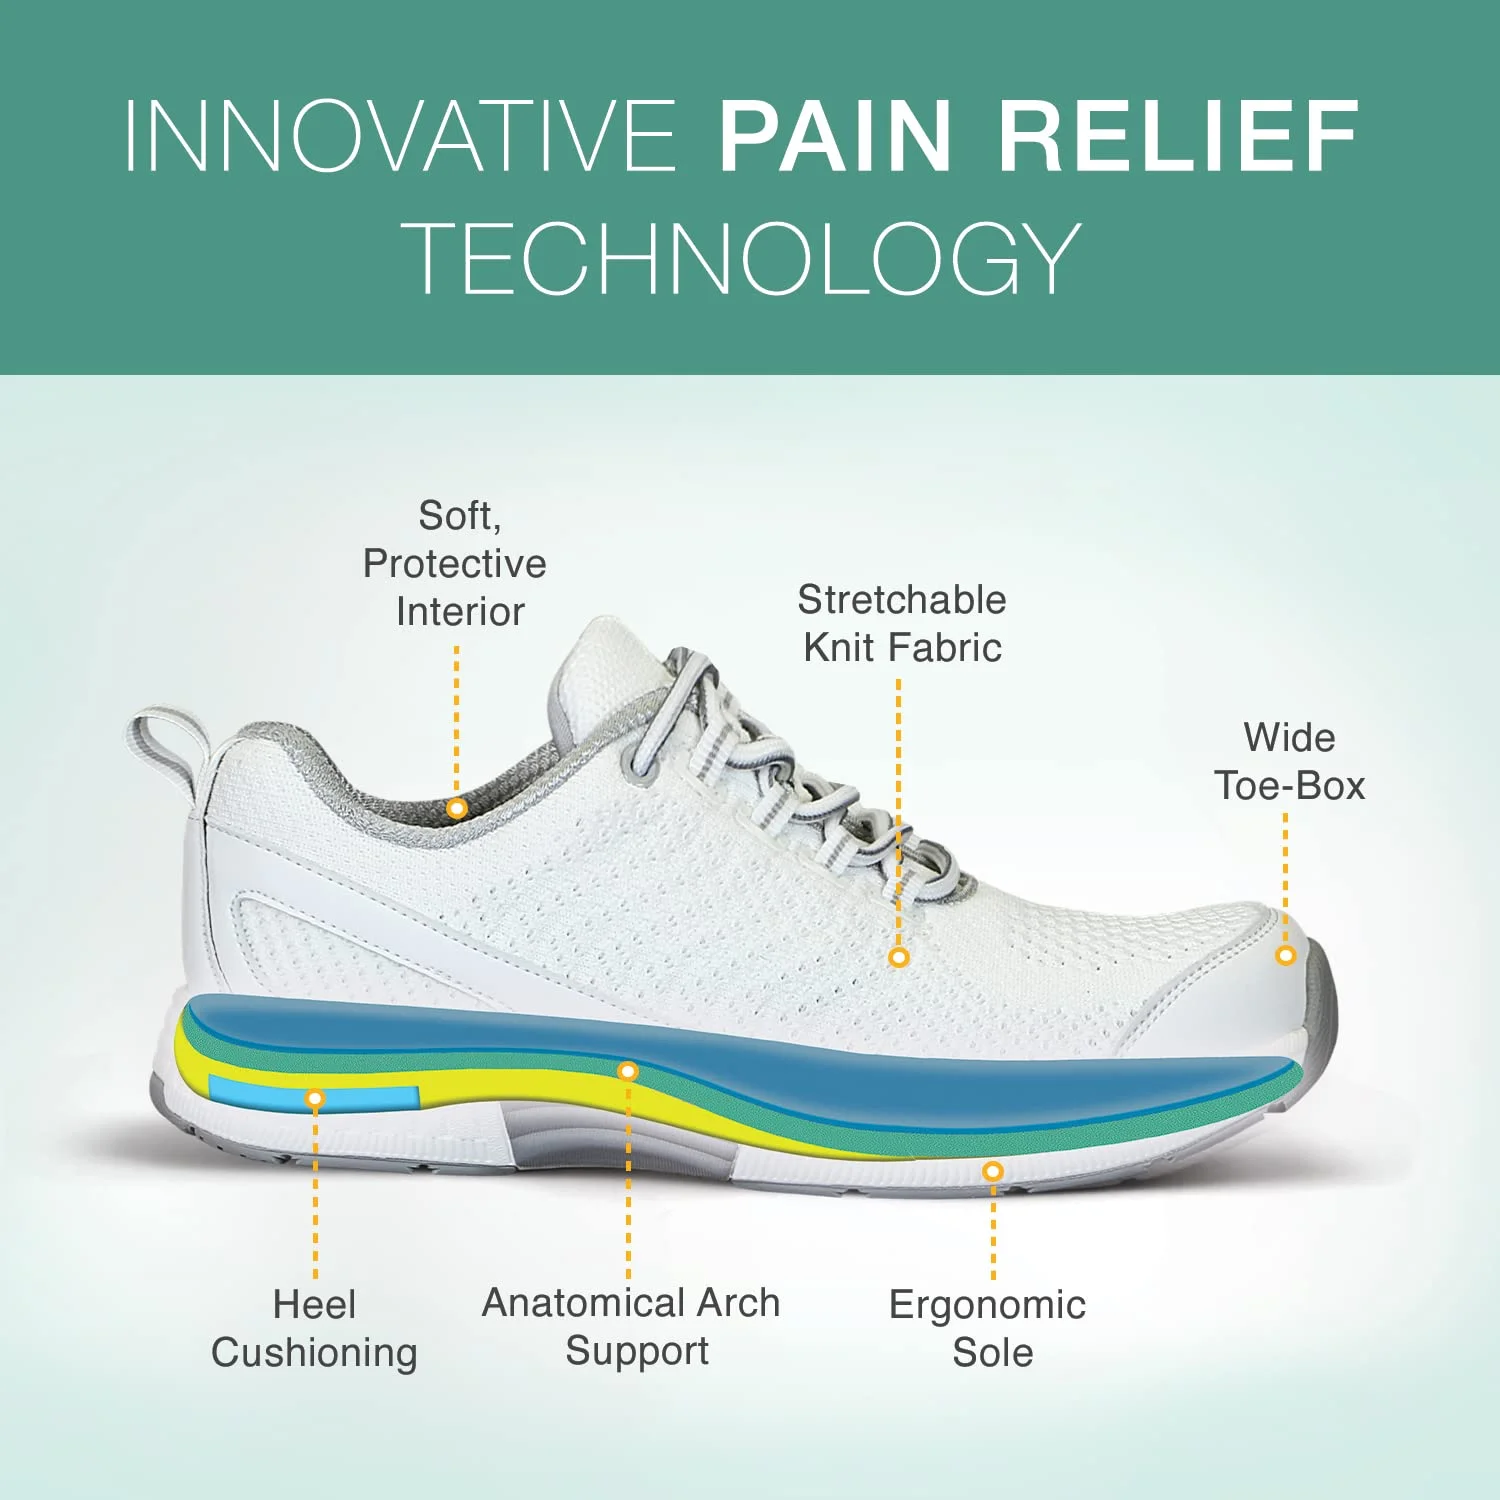 INNOVATIVE PAIN RELIEF
TECHNOLOGY
Soft,
Protective
Interior
Stretchable
Knit Fabric
Wide
Toe-Box
Heel
Cushioning
Anatomical Arch
Support
Ergonomic
Sole